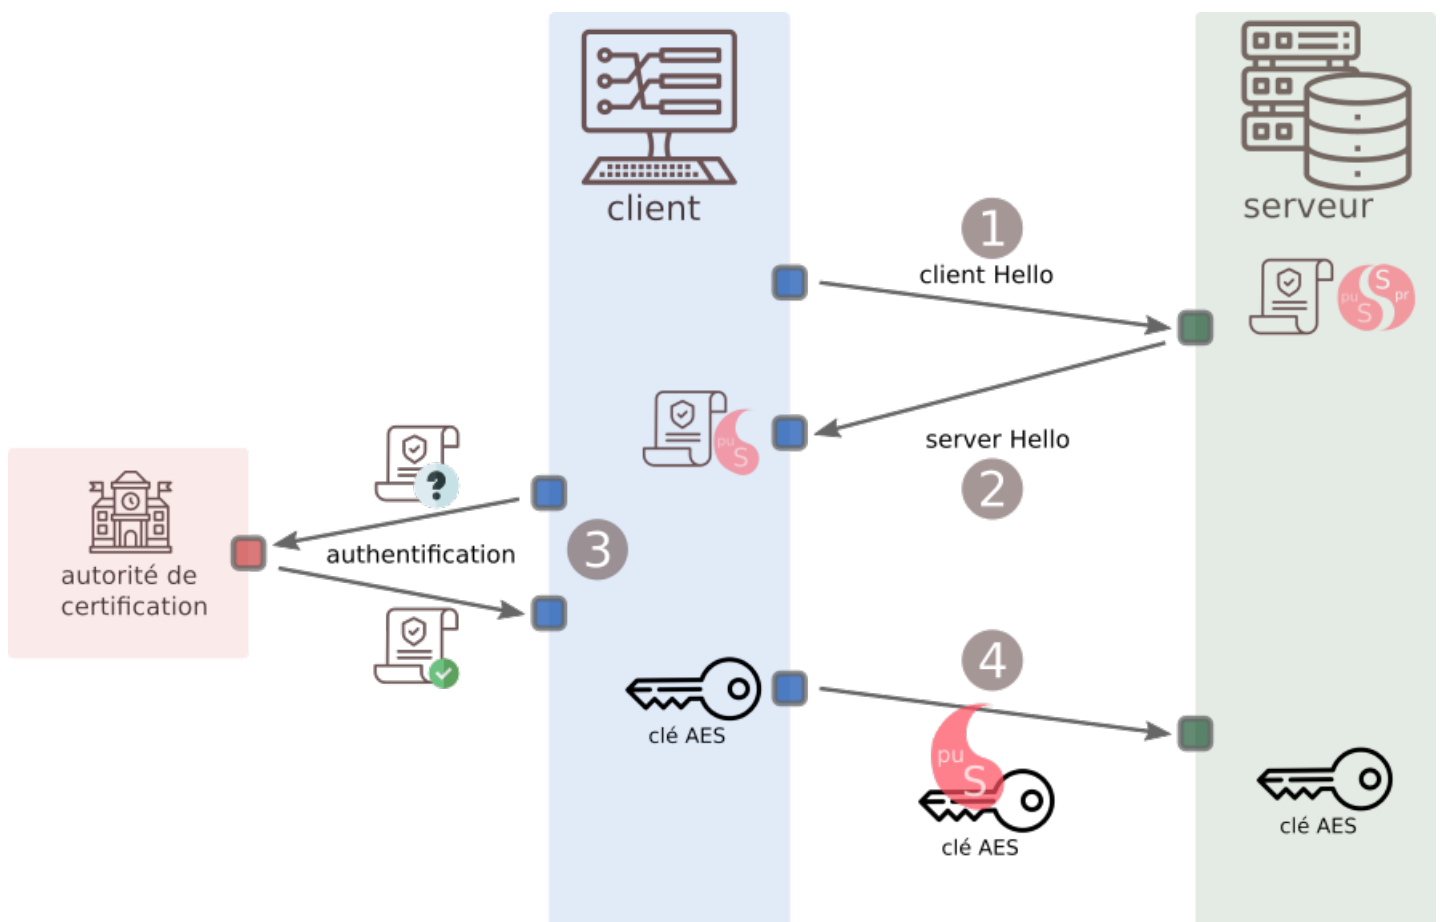 client
serveur
1
client Hello
pu
S
S
pr
pu
S
server Hello
2
?
3
authentification
autorité de
certification
4
clé AES
pu
S
clé AES
clé AES